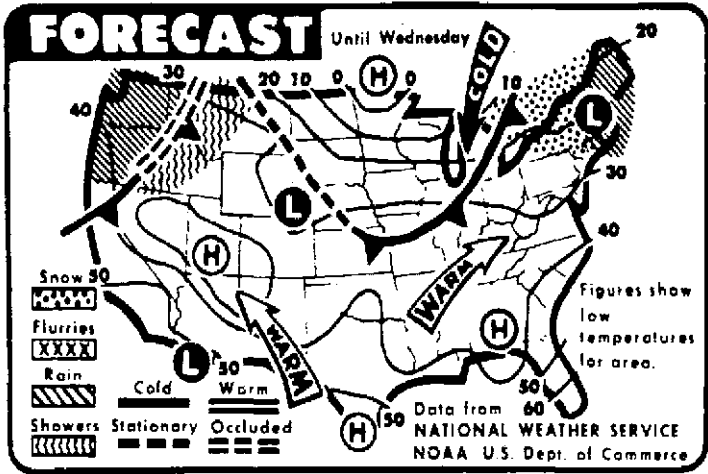 FORECAST
Until Wednesday
COLD
20
30
20 10 0
H
0
10
40
L
30
L
H
40
WARM
Snow 50
Figures show
low
temperatures
for area.
Flurries
XXXX
H
WARM
Rain
L
50
Cold
Warm
50
60
50
Data from
Showers
Stationary
Occluded
H
NATIONAL WEATHER SERVICE
NOAA U.S. Dept. of Commerce